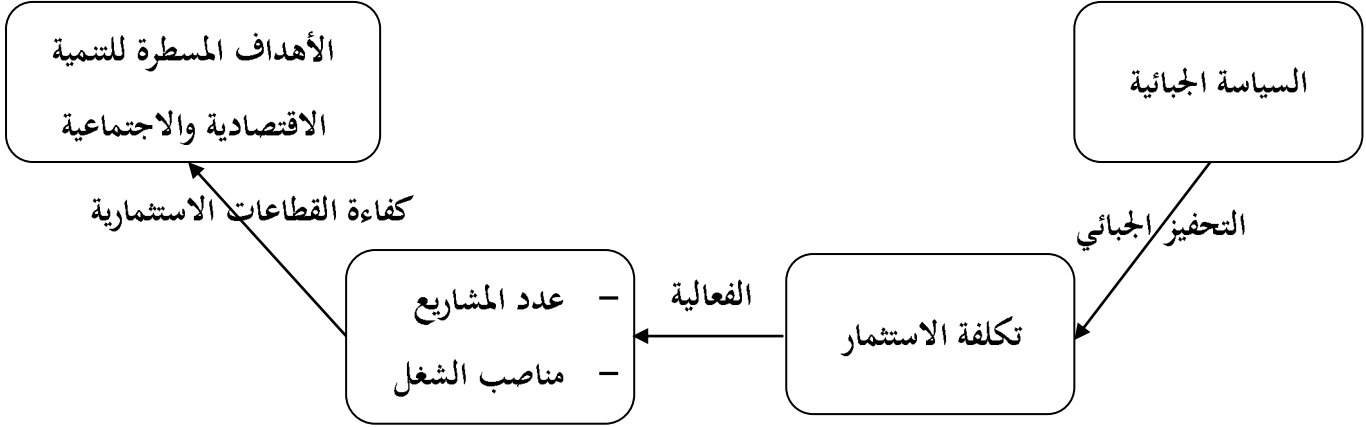 السياسة الجبائية
التحفيز الجبائي
تكلفة الاستثمار
الفعالية
– عدد المشاريع
– مناصب الشغل
كفاءة القطاعات الاستثمارية
الأهداف المسطرة للتنمية
الاقتصادية والاجتماعية